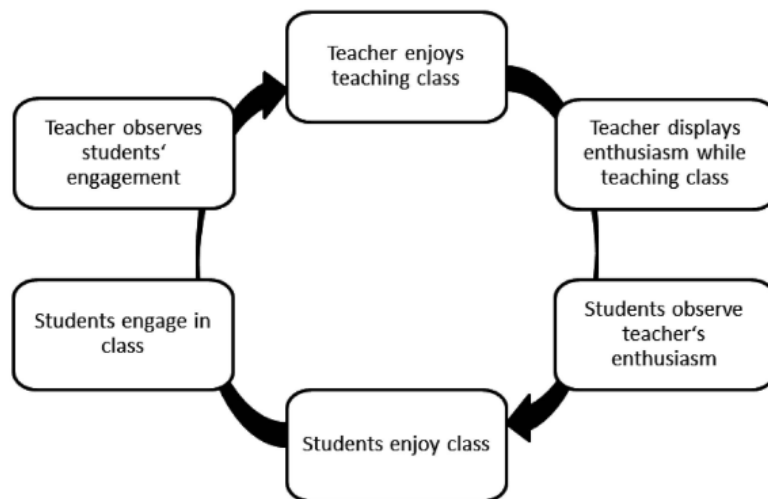 Teacher enjoys
teaching class
Teacher displays
enthusiasm while
teaching class
Students observe
teacher‘s
enthusiasm
Students enjoy class
Students engage in
class
Teacher observes
students‘
engagement